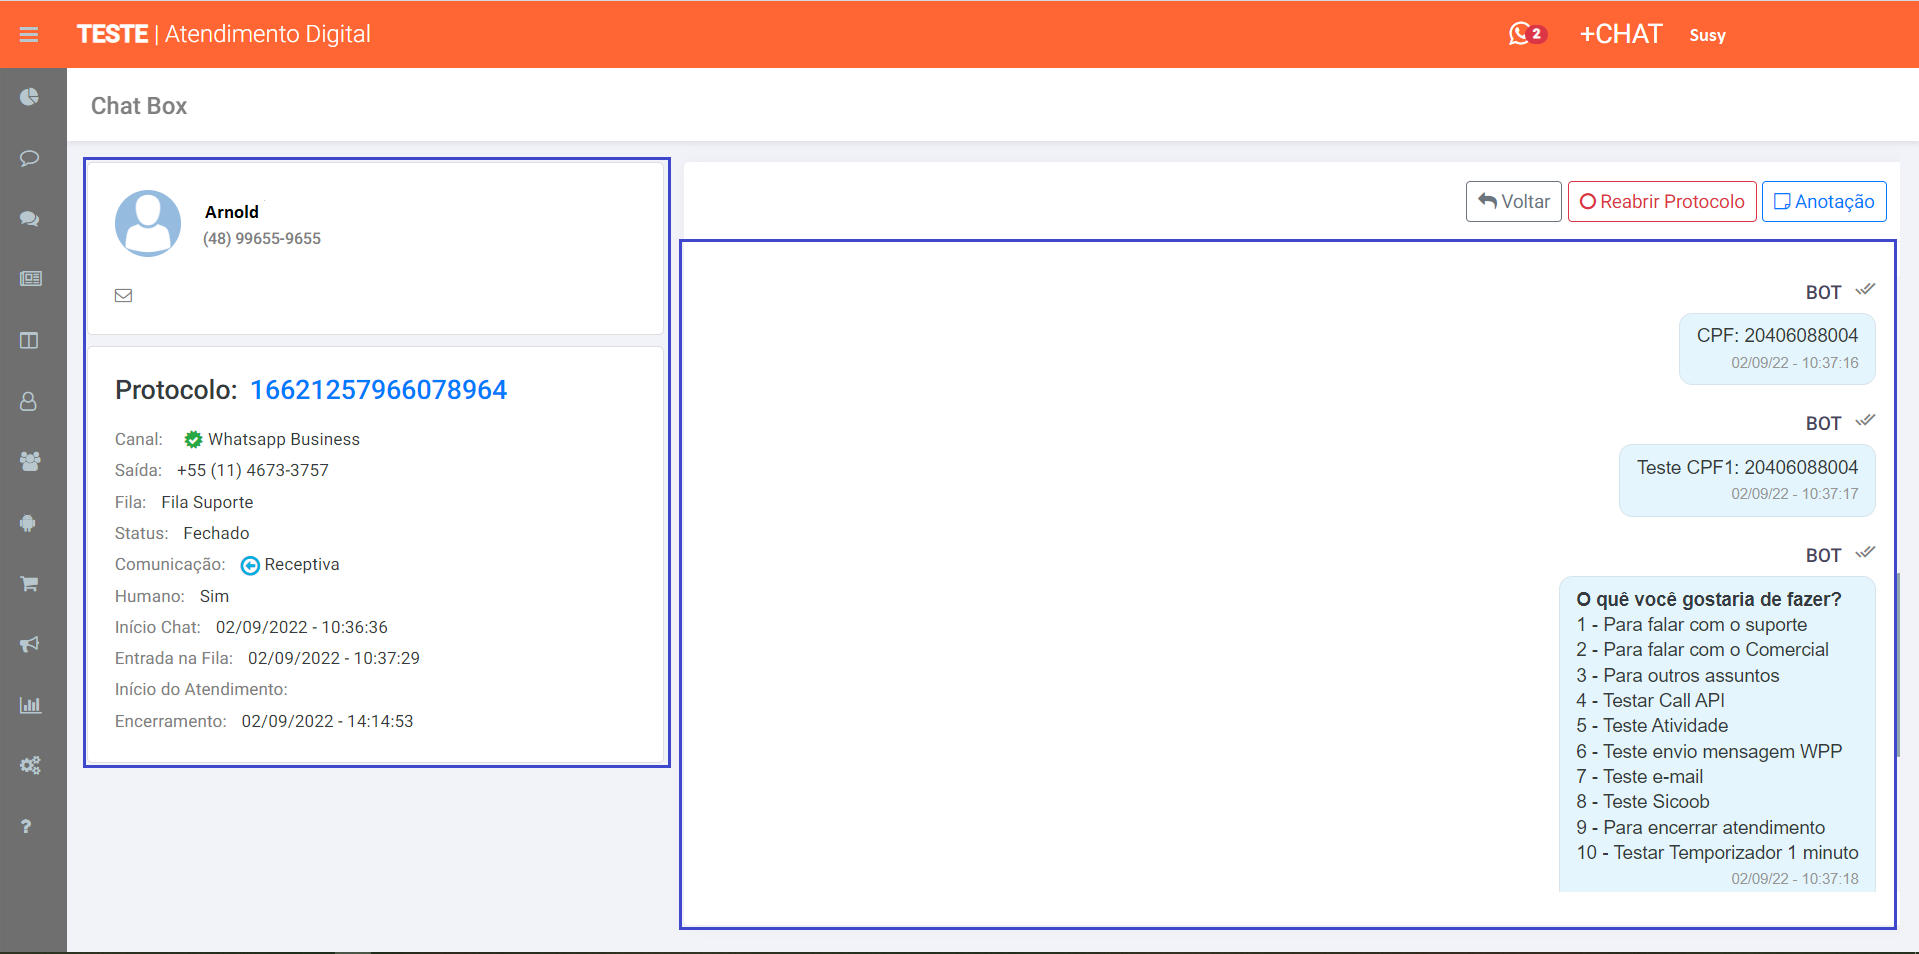 TESTE | Atendimento Digital
2
+CHAT
Susy
Chat Box
Arnold
(48) 99655-9655
Protocolo: 16621257966078964
Canal: Whatsapp Business
Saída: +55 (11) 4673-3757
Fila: Fila Suporte
Status: Fechado
Comunicação: Receptiva
Humano: Sim
Início Chat: 02/09/2022 - 10:36:36
Entrada na Fila: 02/09/2022 - 10:37:29
Início do Atendimento:
Encerramento: 02/09/2022 - 14:14:53
Voltar
Reabrir Protocolo
Anotação
BOT
CPF: 20406088004
02/09/22 - 10:37:16
BOT
Teste CPF1: 20406088004
02/09/22 - 10:37:17
BOT
O quê você gostaria de fazer?
1 - Para falar com o suporte
2 - Para falar com o Comercial
3 - Para outros assuntos
4 - Testar Call API
5 - Teste Atividade
6 - Teste envio mensagem WPP
7 - Teste e-mail
8 - Teste Sicoob
9 - Para encerrar atendimento
10 - Testar Temporizador 1 minuto
02/09/22 - 10:37:18